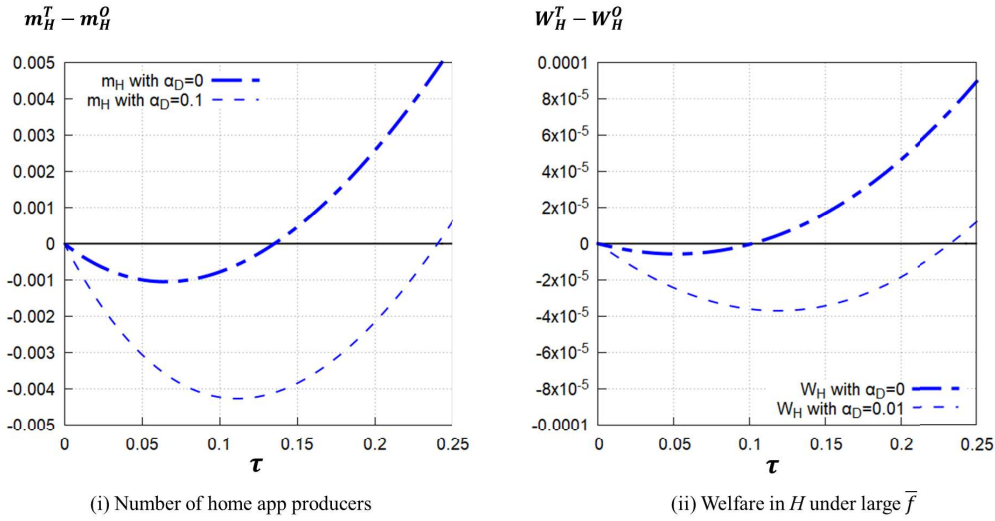 m_H^T − m_H^O
0.005
0.004
0.003
0.002
0.001
0
-0.001
-0.002
-0.003
-0.004
-0.005
m_H with α_D=0
m_H with α_D=0.1
0 0.05 0.1 0.15 0.2 0.25
τ
(i) Number of home app producers
W_H^T − W_H^O
0.0001
8x10^-5
6x10^-5
4x10^-5
2x10^-5
0
-2x10^-5
-4x10^-5
-6x10^-5
-8x10^-5
-0.0001
W_H with α_D=0
W_H with α_D=0.01
0 0.05 0.1 0.15 0.2 0.25
τ
(ii) Welfare in H under large f̅